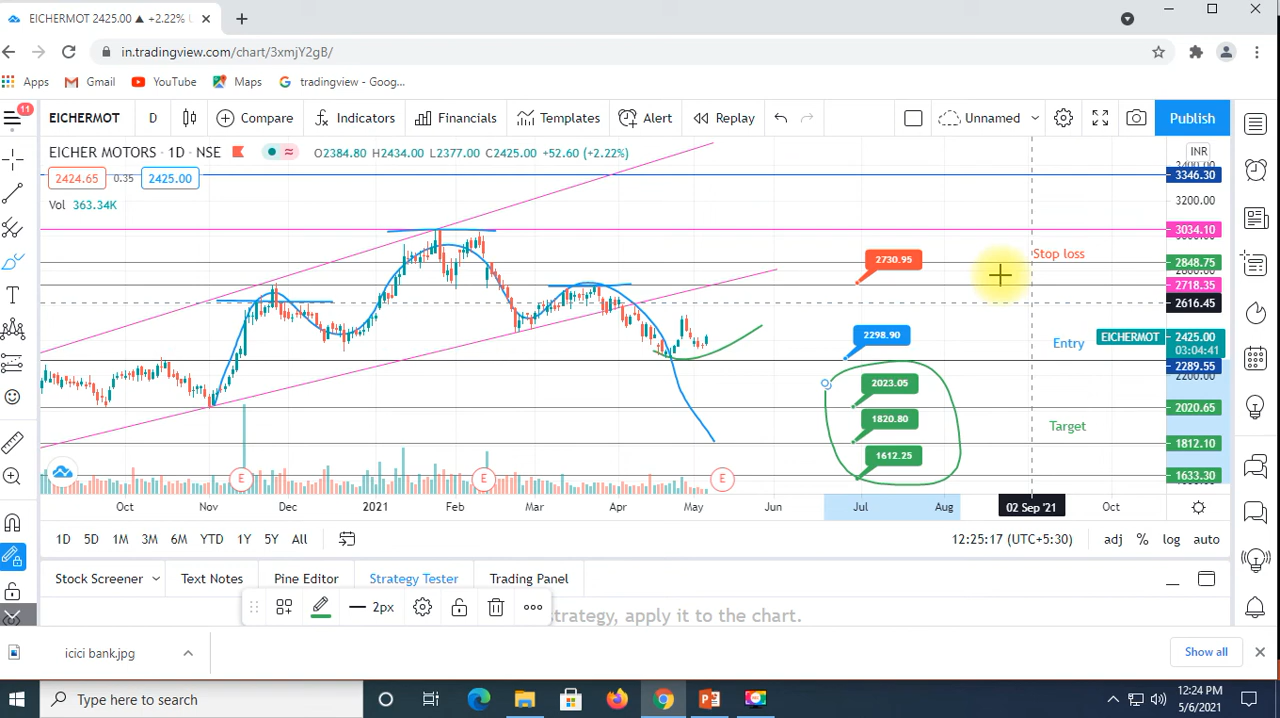 EICHERMOT 2425.00 ▲ +2.22% U
in.tradingview.com/chart/3xmjY2gB/
Apps Gmail YouTube Maps tradingview - Goog...
11
EICHERMOT D Compare Indicators Financials Templates Alert Replay Unnamed Publish
EICHER MOTORS · 1D · NSE O2384.80 H2434.00 L2377.00 C2425.00 +52.60 (+2.22%)
INR
2424.65 0.35 2425.00
Vol 363.34K
3400.00
3346.30
3200.00
3034.10
2848.75
2800.00
2718.35
2616.45
EICHERMOT 2425.00
03:04:41
2289.55
2200.00
2020.65
1812.10
1633.30
2730.95
Stop loss
2298.90
Entry
2023.05
1820.80
Target
1612.25
E E E
Oct Nov Dec 2021 Feb Mar Apr May Jun Jul Aug 02 Sep '21 Oct
1D 5D 1M 3M 6M YTD 1Y 5Y All 12:25:17 (UTC+5:30) adj % log auto
Stock Screener Text Notes Pine Editor Strategy Tester Trading Panel
2px
strategy, apply it to the chart.
icici bank.jpg Show all
Type here to search
12:24 PM
5/6/2021